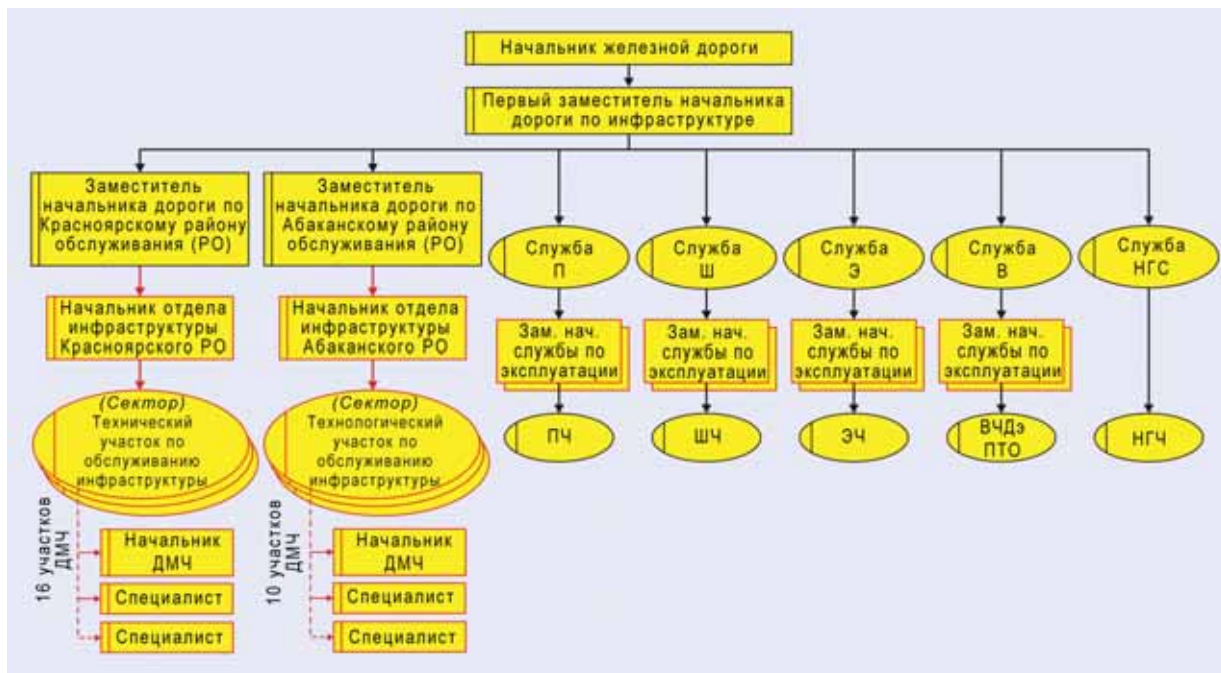 Начальник железной дороги
Первый заместитель начальника
дороги по инфраструктуре
Заместитель
начальника дороги по
Красноярскому району
обслуживания (РО)
Заместитель
начальника дороги по
Абаканскому району
обслуживания (РО)
Служба
П
Служба
Ш
Служба
Э
Служба
В
Служба
НГС
Начальник отдела
инфраструктуры
Красноярского РО
Начальник отдела
инфраструктуры
Абаканского РО
Зам. нач.
службы по
эксплуатации
Зам. нач.
службы по
эксплуатации
Зам. нач.
службы по
эксплуатации
Зам. нач.
службы по
эксплуатации
(Сектор)
Технический
участок по
обслуживанию
инфраструктуры
(Сектор)
Технологический
участок по
обслуживанию
инфраструктуры
ПЧ
ШЧ
ЭЧ
ВЧДэ
ПТО
НГЧ
16 участков
ДМЧ
Начальник
ДМЧ
Специалист
Специалист
10 участков
ДМЧ
Начальник
ДМЧ
Специалист
Специалист